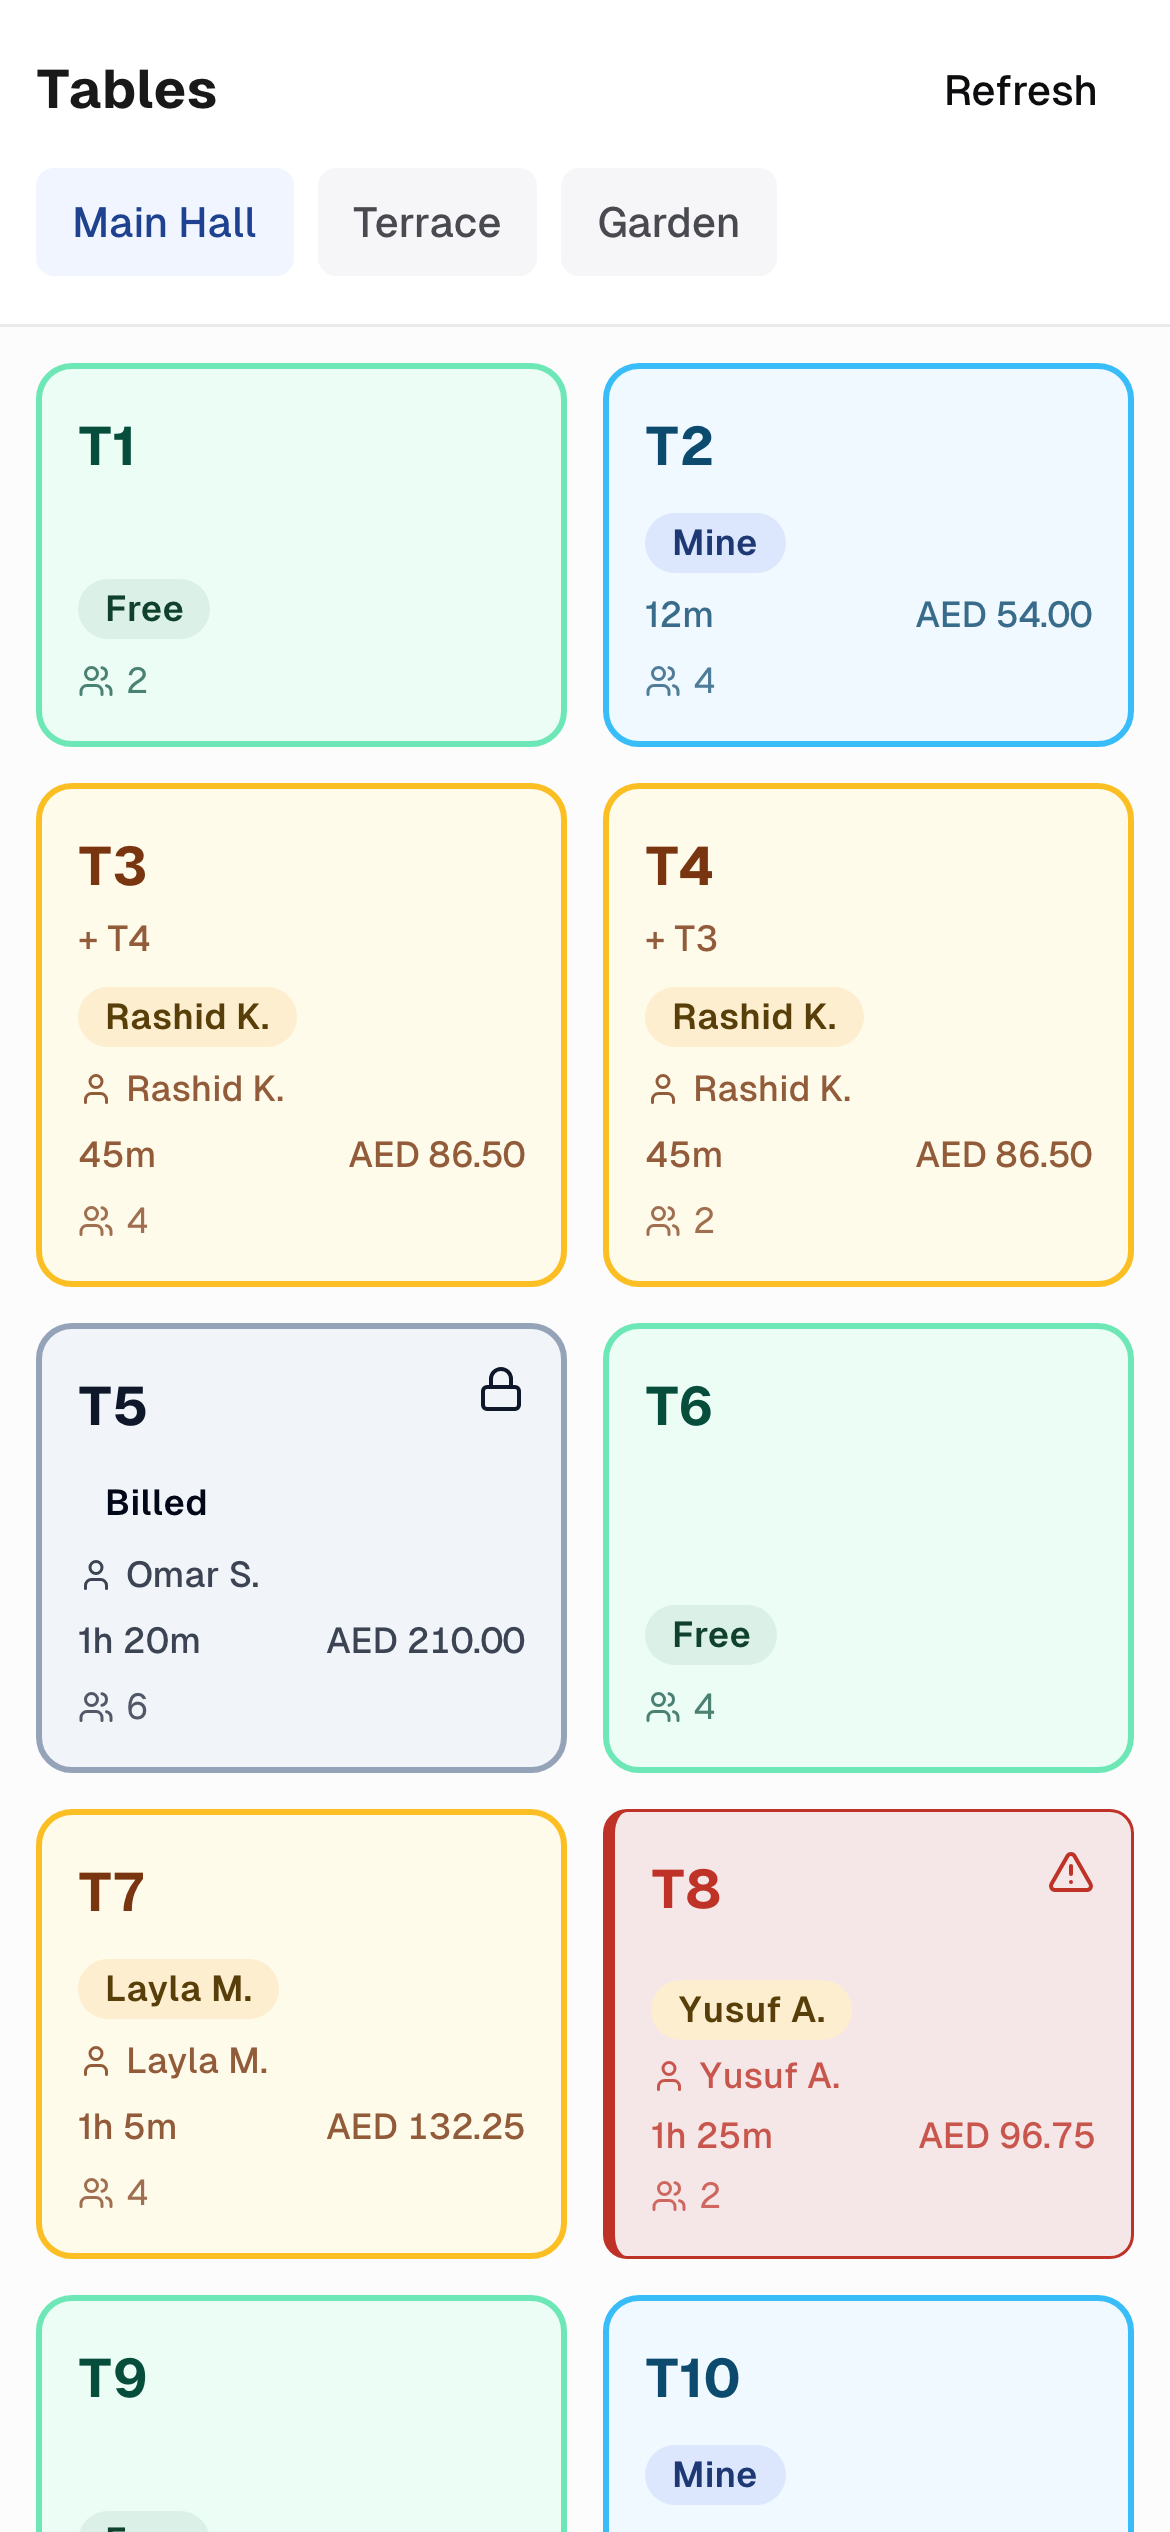 Tables
Refresh
Main Hall
Terrace
Garden
T1
Free
2
T2
Mine
12m AED 54.00
4
T3
+ T4
Rashid K.
Rashid K.
45m AED 86.50
4
T4
+ T3
Rashid K.
Rashid K.
45m AED 86.50
2
T5
Billed
Omar S.
1h 20m AED 210.00
6
T6
Free
4
T7
Layla M.
Layla M.
1h 5m AED 132.25
4
T8
Yusuf A.
Yusuf A.
1h 25m AED 96.75
2
T9
T10
Mine